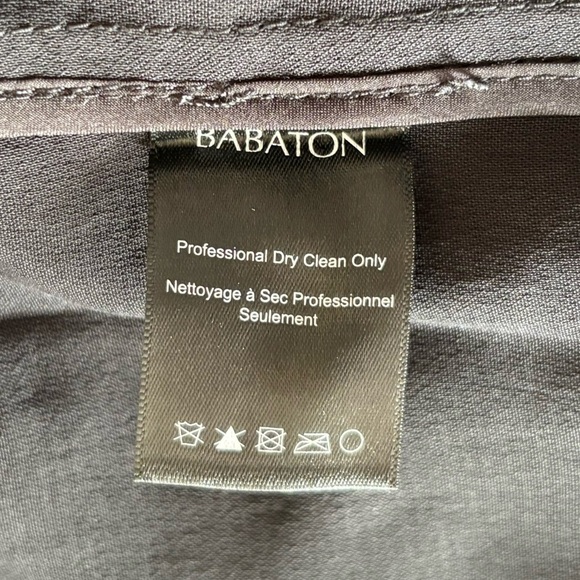 BABATON
Professional Dry Clean Only
Nettoyage à Sec Professionnel
Seulement